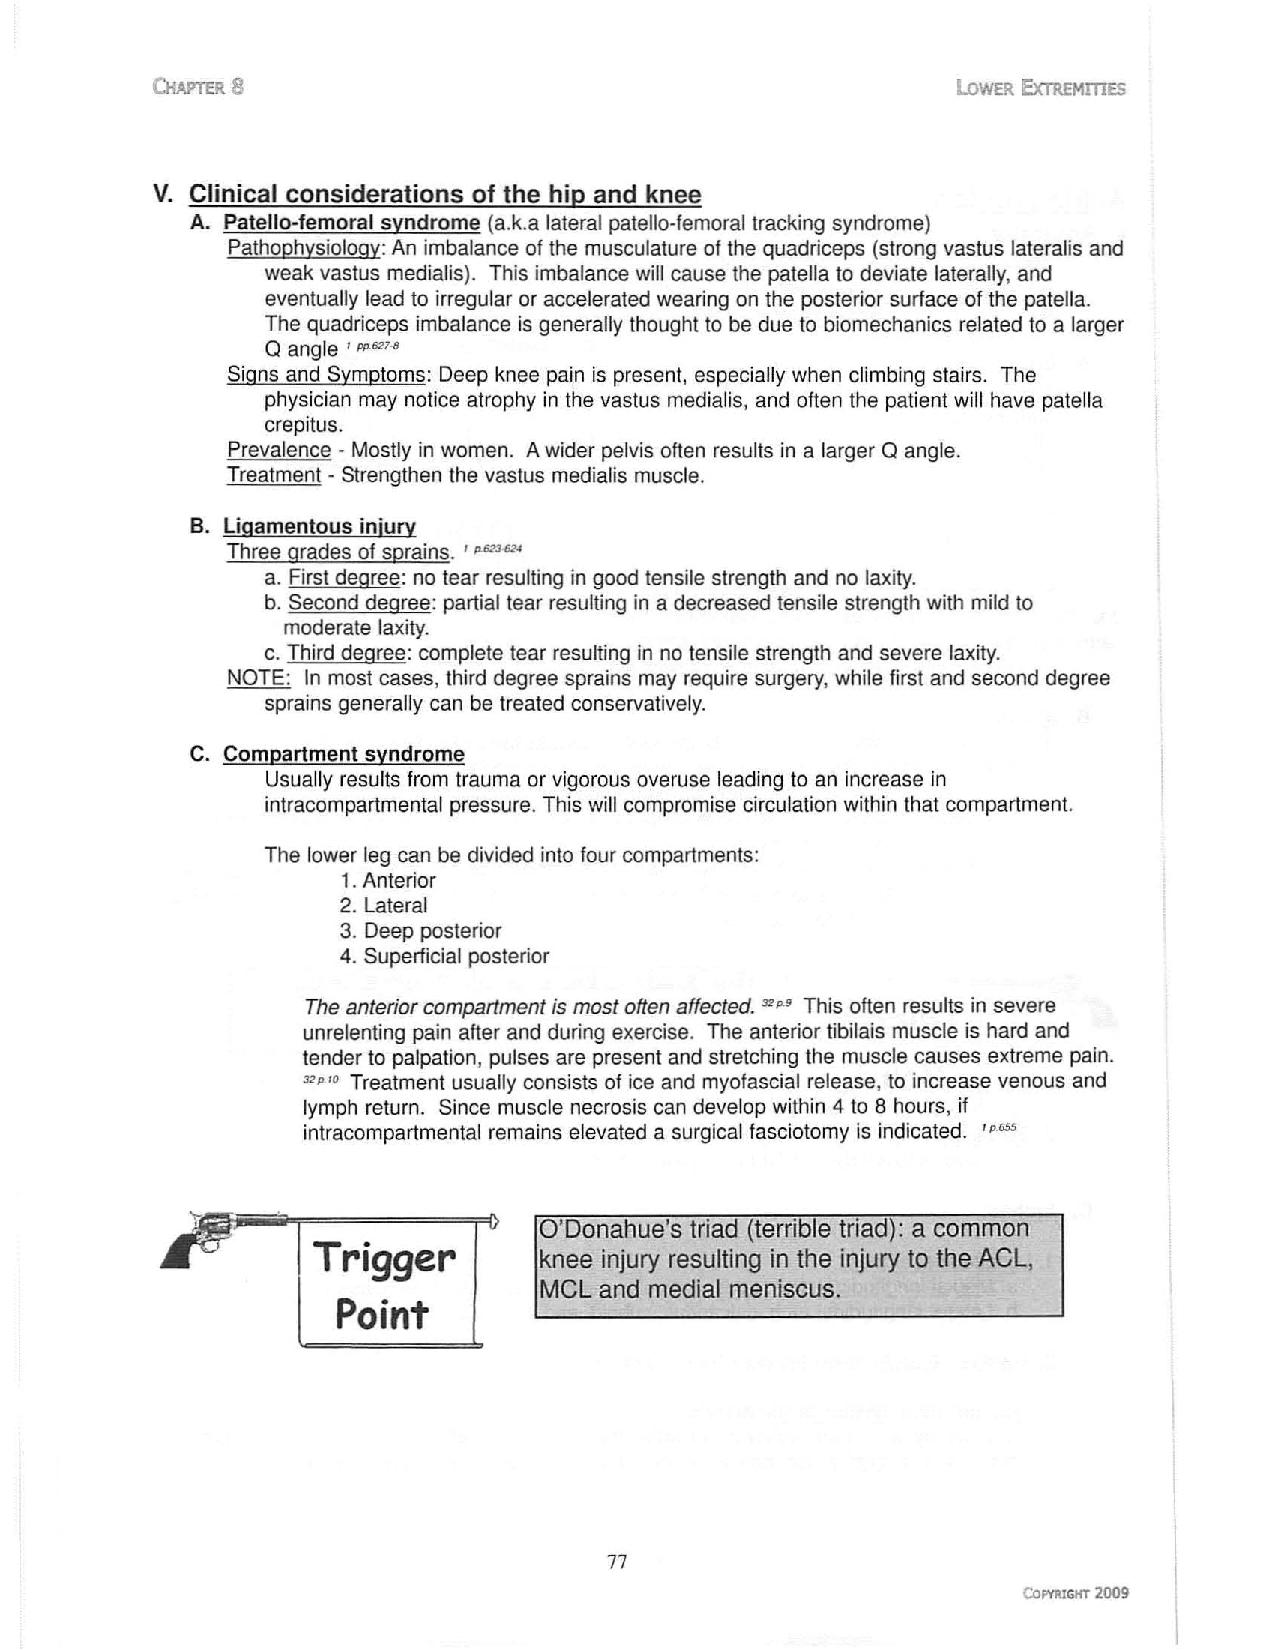 CHAPTER 8
LOWER EXTREMITIES
V. Clinical considerations of the hip and knee
A. Patello-femoral syndrome (a.k.a lateral patello-femoral tracking syndrome)
Pathophysiology: An imbalance of the musculature of the quadriceps (strong vastus lateralis and
weak vastus medialis). This imbalance will cause the patella to deviate laterally, and
eventually lead to irregular or accelerated wearing on the posterior surface of the patella.
The quadriceps imbalance is generally thought to be due to biomechanics related to a larger
Q angle 1 pp.627-8
Signs and Symptoms: Deep knee pain is present, especially when climbing stairs. The
physician may notice atrophy in the vastus medialis, and often the patient will have patella
crepitus.
Prevalence - Mostly in women. A wider pelvis often results in a larger Q angle.
Treatment - Strengthen the vastus medialis muscle.
B. Ligamentous injury
Three grades of sprains. 1 p.623-624
a. First degree: no tear resulting in good tensile strength and no laxity.
b. Second degree: partial tear resulting in a decreased tensile strength with mild to
moderate laxity.
c. Third degree: complete tear resulting in no tensile strength and severe laxity.
NOTE: In most cases, third degree sprains may require surgery, while first and second degree
sprains generally can be treated conservatively.
C. Compartment syndrome
Usually results from trauma or vigorous overuse leading to an increase in
intracompartmental pressure. This will compromise circulation within that compartment.
The lower leg can be divided into four compartments:
1. Anterior
2. Lateral
3. Deep posterior
4. Superficial posterior
The anterior compartment is most often affected. 32 p.9 This often results in severe
unrelenting pain after and during exercise. The anterior tibilais muscle is hard and
tender to palpation, pulses are present and stretching the muscle causes extreme pain.
32 p.10 Treatment usually consists of ice and myofascial release, to increase venous and
lymph return. Since muscle necrosis can develop within 4 to 8 hours, if
intracompartmental remains elevated a surgical fasciotomy is indicated. 1 p.655
Trigger
Point
O'Donahue's triad (terrible triad): a common
knee injury resulting in the injury to the ACL,
MCL and medial meniscus.
77
COPYRIGHT 2009